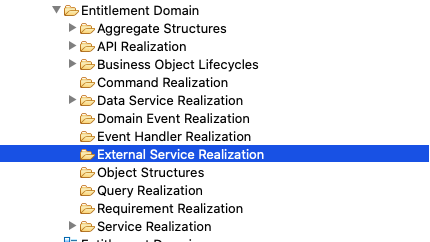 Entitlement Domain
Aggregate Structures
API Realization
Business Object Lifecycles
Command Realization
Data Service Realization
Domain Event Realization
Event Handler Realization
External Service Realization
Object Structures
Query Realization
Requirement Realization
Service Realization